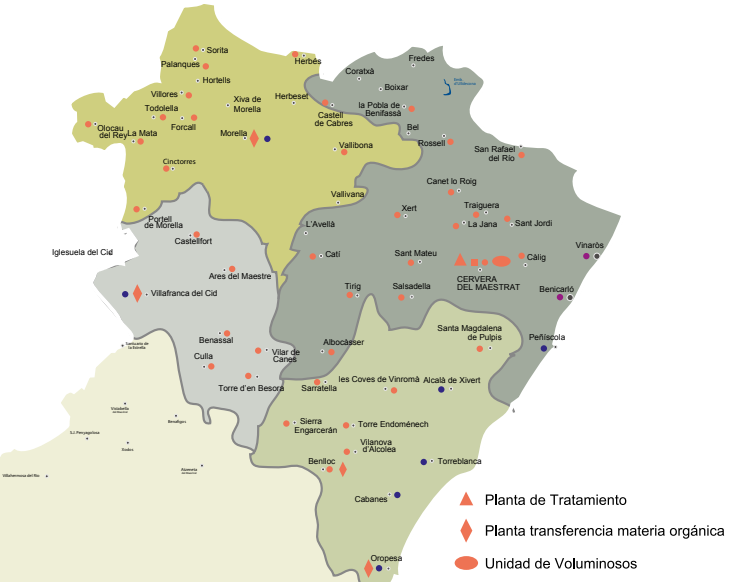 Sorita
Palanques
Herbés
Fredes
Coratxà
Hortells
Boixar
Villores
Xiva de
Morella
Herbeset
Todolella
Castell
de Cabres
la Pobla de
Benifassà
Olocau
del Rey
La Mata
Forcall
Morella
Bel
Rossell
Vallibona
San Rafael
del Río
Cinctorres
Canet lo Roig
Vallivana
Xert
Traiguera
La Jana
Sant Jordi
Portell
de Morella
L'Avellà
Castellfort
Iglesuela del Cid
Catí
Sant Mateu
Càlig
Vinaròs
Ares del Maestre
CERVERA
DEL MAESTRAT
Villafranca del Cid
Tirig
Salsadella
Benicarló
Benassal
Santa Magdalena
de Pulpis
Peñíscola
Albocàsser
Culla
Vilar de
Canes
Torre d'en Besora
Sarratella
les Coves de Vinromà
Alcalà de Xivert
Sierra
Engarcerán
Torre Endoménech
Vilanova
d'Alcolea
Benlloc
Torreblanca
Cabanes
Oropesa
Planta de Tratamiento
Planta transferencia materia orgánica
Unidad de Voluminosos